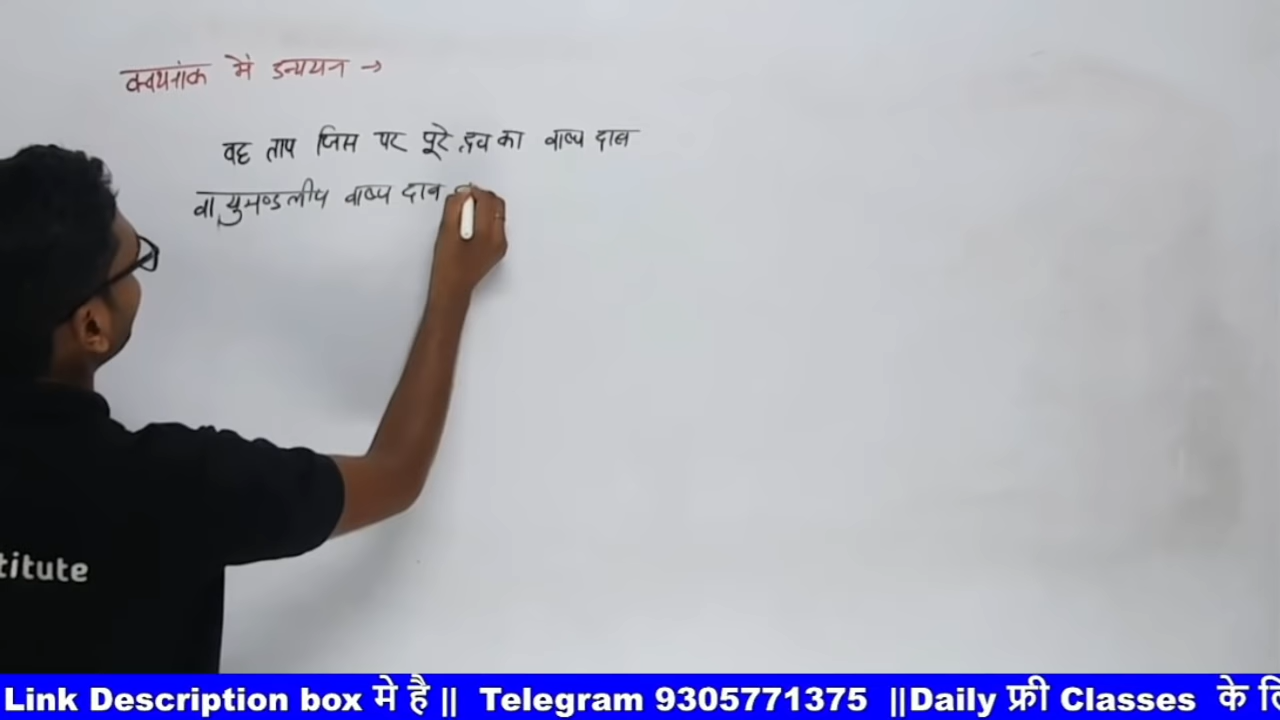 क्वथनांक में उन्नयन →
वह ताप जिस पर पूरे द्रव का वाष्प दाब
वायुमण्डलीय वाष्प दाब
titute
Link Description box मे है || Telegram 9305771375 ||Daily फ्री Classes के लि